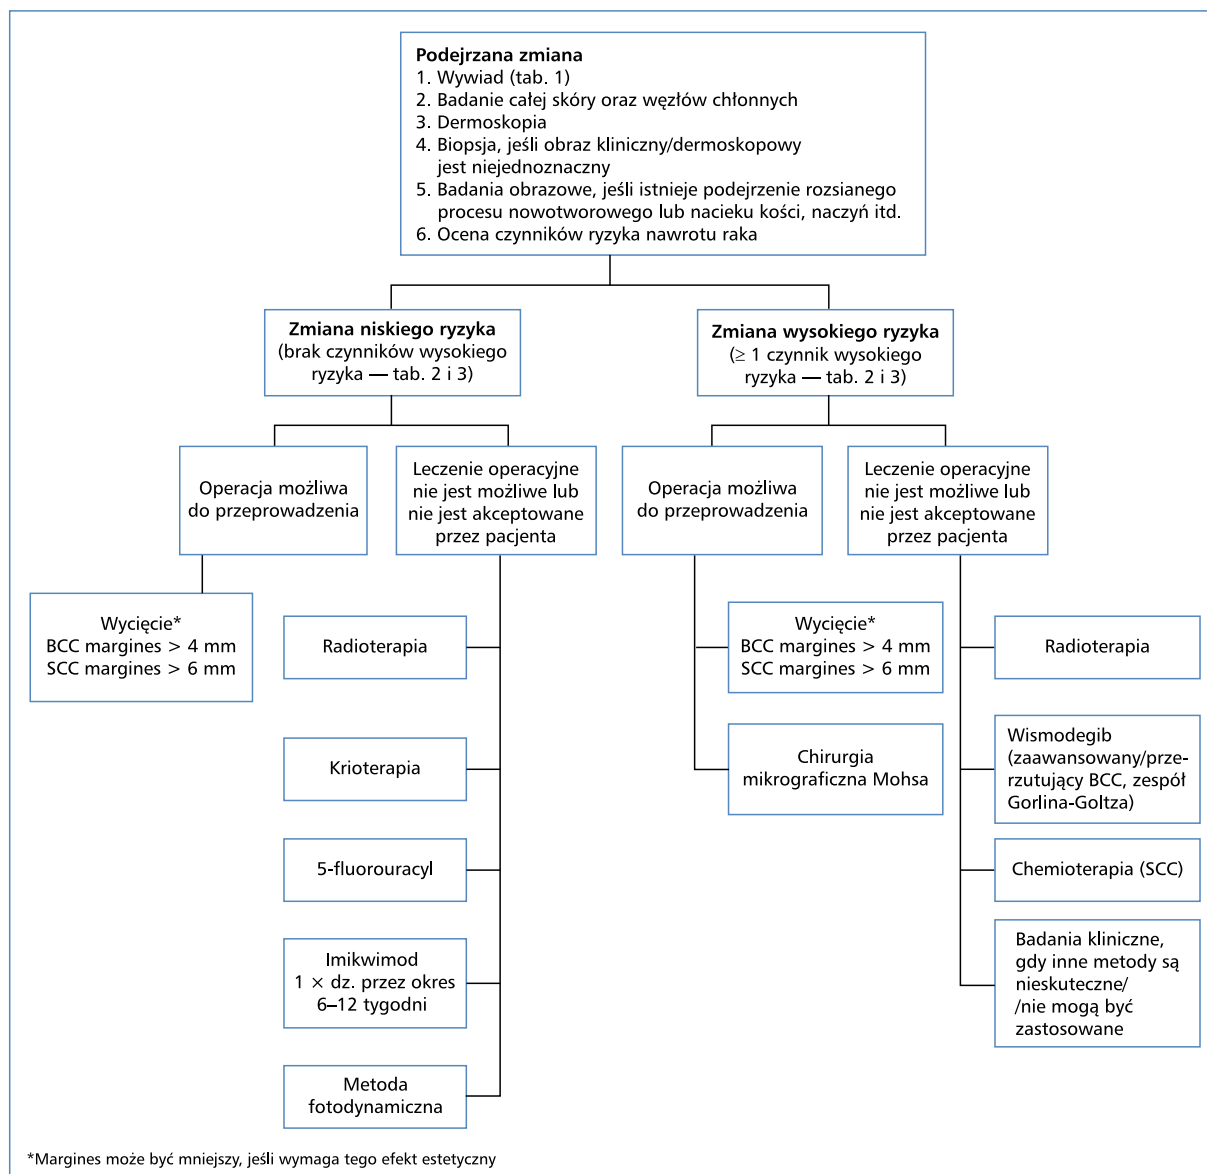 Podejrzana zmiana
1. Wywiad (tab. 1)
2. Badanie całej skóry oraz węzłów chłonnych
3. Dermoskopia
4. Biopsja, jeśli obraz kliniczny/dermoskopowy
jest niejednoznaczny
5. Badania obrazowe, jeśli istnieje podejrzenie rozsianego
procesu nowotworowego lub nacieku kości, naczyń itd.
6. Ocena czynników ryzyka nawrotu raka
Zmiana niskiego ryzyka
(brak czynników wysokiego
ryzyka — tab. 2 i 3)
Zmiana wysokiego ryzyka
(≥ 1 czynnik wysokiego
ryzyka — tab. 2 i 3)
Operacja możliwa
do przeprowadzenia
Leczenie operacyjne
nie jest możliwe lub
nie jest akceptowane
przez pacjenta
Operacja możliwa
do przeprowadzenia
Leczenie operacyjne
nie jest możliwe lub
nie jest akceptowane
przez pacjenta
Wycięcie*
BCC margines > 4 mm
SCC margines > 6 mm
Radioterapia
Krioterapia
5-fluorouracyl
Imikwimod
1 × dz. przez okres
6–12 tygodni
Metoda
fotodynamiczna
Wycięcie*
BCC margines > 4 mm
SCC margines > 6 mm
Chirurgia
mikrograficzna Mohsa
Radioterapia
Wismodegib
(zaawansowany/prze-
rzutujący BCC, zespół
Gorlina-Goltza)
Chemioterapia (SCC)
Badania kliniczne,
gdy inne metody są
nieskuteczne/
/nie mogą być
zastosowane
*Margines może być mniejszy, jeśli wymaga tego efekt estetyczny